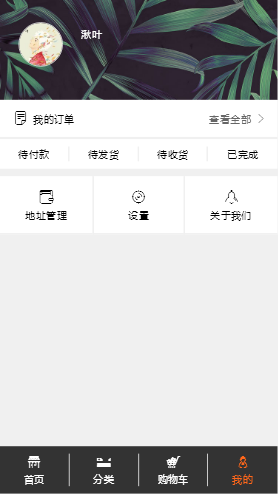 湫叶
我的订单 查看全部
待付款 待发货 待收货 已完成
地址管理 设置 关于我们
首页 分类 购物车 我的